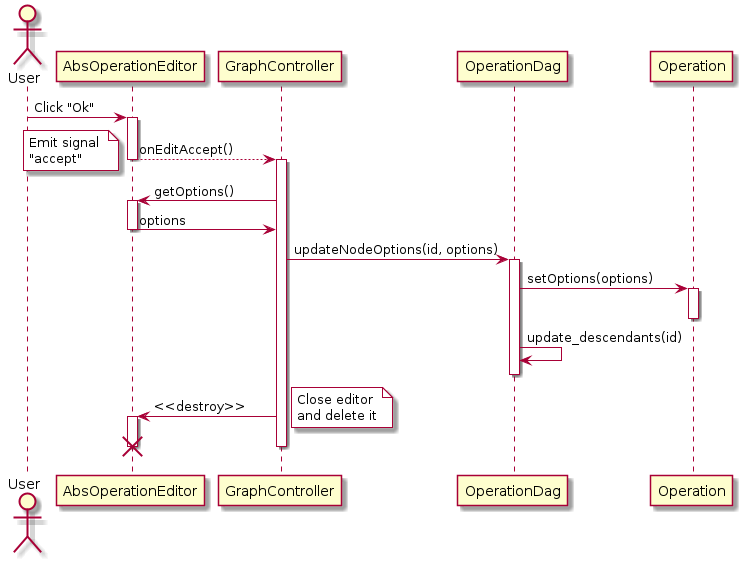 User
AbsOperationEditor
GraphController
OperationDag
Operation
Click "Ok"
Emit signal
"accept"
onEditAccept()
getOptions()
options
updateNodeOptions(id, options)
setOptions(options)
update_descendants(id)
Close editor
and delete it
<<destroy>>
User
AbsOperationEditor
GraphController
OperationDag
Operation